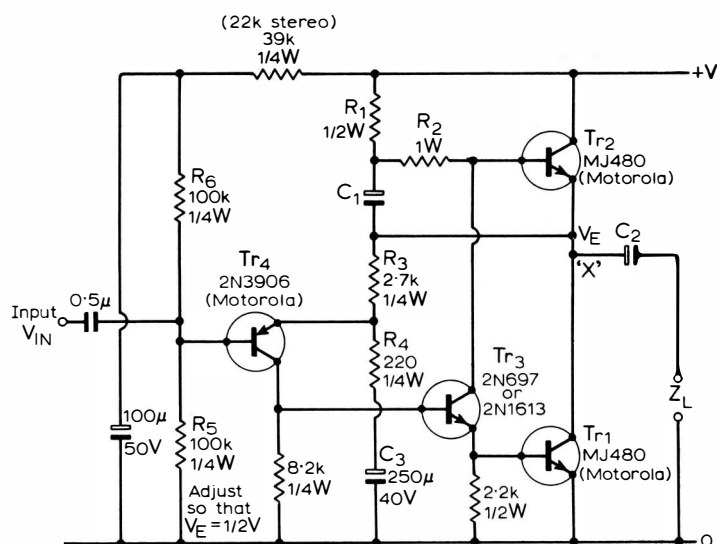 (22k stereo)
39k
1/4W
+V
R1
1/2W
R2
1W
Tr2
MJ480
(Motorola)
R6
100k
1/4W
C1
VE
C2
'X'
Tr4
2N3906
(Motorola)
R3
2·7k
1/4W
Input
VIN
0·5μ
R4
220
1/4W
Tr3
2N697
or
2N1613
ZL
100μ
50V
R5
100k
1/4W
Adjust
so that
VE=1/2V
8·2k
1/4W
C3
250μ
40V
2·2k
1/2W
Tr1
MJ480
(Motorola)
O